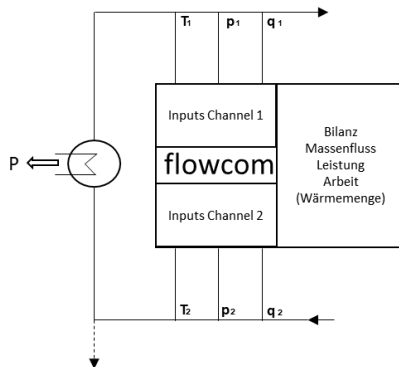 T₁ p₁ q₁
Inputs Channel 1
flowcom
Inputs Channel 2
Bilanz
Massenfluss
Leistung
Arbeit
(Wärmemenge)
P
T₂ p₂ q₂